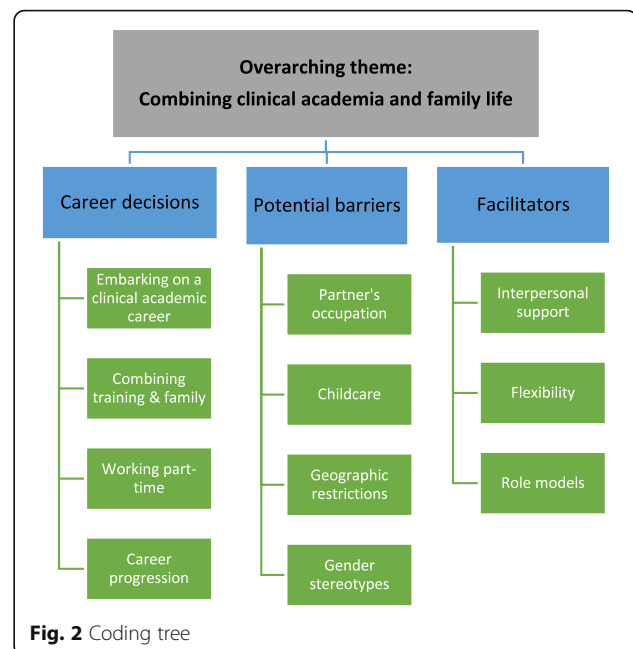 Overarching theme:
Combining clinical academia and family life
Career decisions
Embarking on a
clinical academic
career
Combining
training & family
Working part-
time
Career
progression
Potential barriers
Partner's
occupation
Childcare
Geographic
restrictions
Gender
stereotypes
Facilitators
Interpersonal
support
Flexibility
Role models
Fig. 2 Coding tree